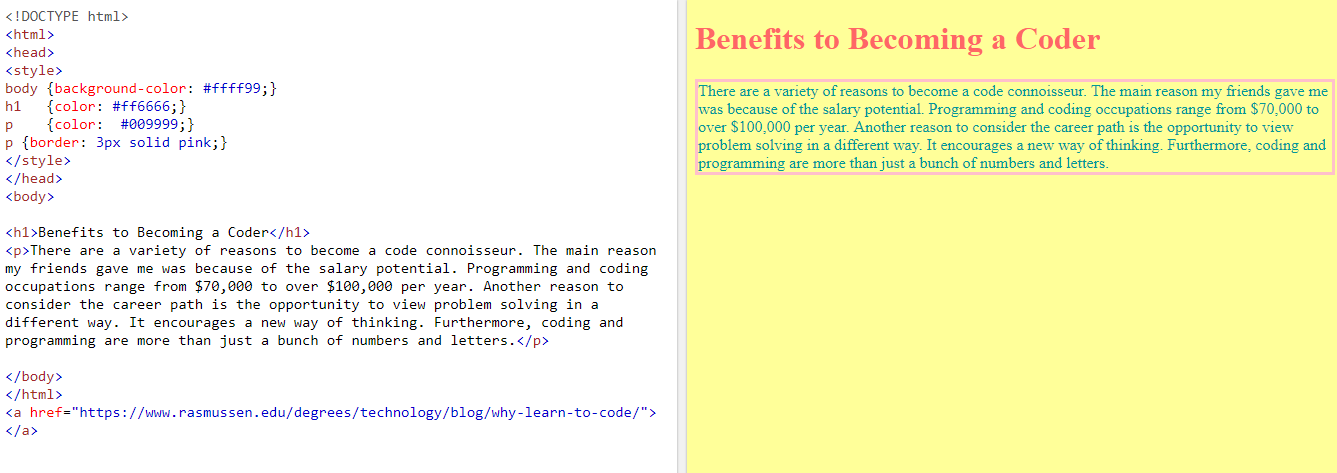 <!DOCTYPE html>
<html>
<head>
<style>
body {background-color: #ffff99;}
h1   {color: #ff6666;}
p    {color:  #009999;}
p {border: 3px solid pink;}
</style>
</head>
<body>

<h1>Benefits to Becoming a Coder</h1>
<p>There are a variety of reasons to become a code connoisseur. The main reason
my friends gave me was because of the salary potential. Programming and coding
occupations range from $70,000 to over $100,000 per year. Another reason to
consider the career path is the opportunity to view problem solving in a
different way. It encourages a new way of thinking. Furthermore, coding and
programming are more than just a bunch of numbers and letters.</p>

</body>
</html>
<a href="https://www.rasmussen.edu/degrees/technology/blog/why-learn-to-code/">
</a>

Benefits to Becoming a Coder
There are a variety of reasons to become a code connoisseur. The main reason my friends gave me
was because of the salary potential. Programming and coding occupations range from $70,000 to
over $100,000 per year. Another reason to consider the career path is the opportunity to view
problem solving in a different way. It encourages a new way of thinking. Furthermore, coding and
programming are more than just a bunch of numbers and letters.